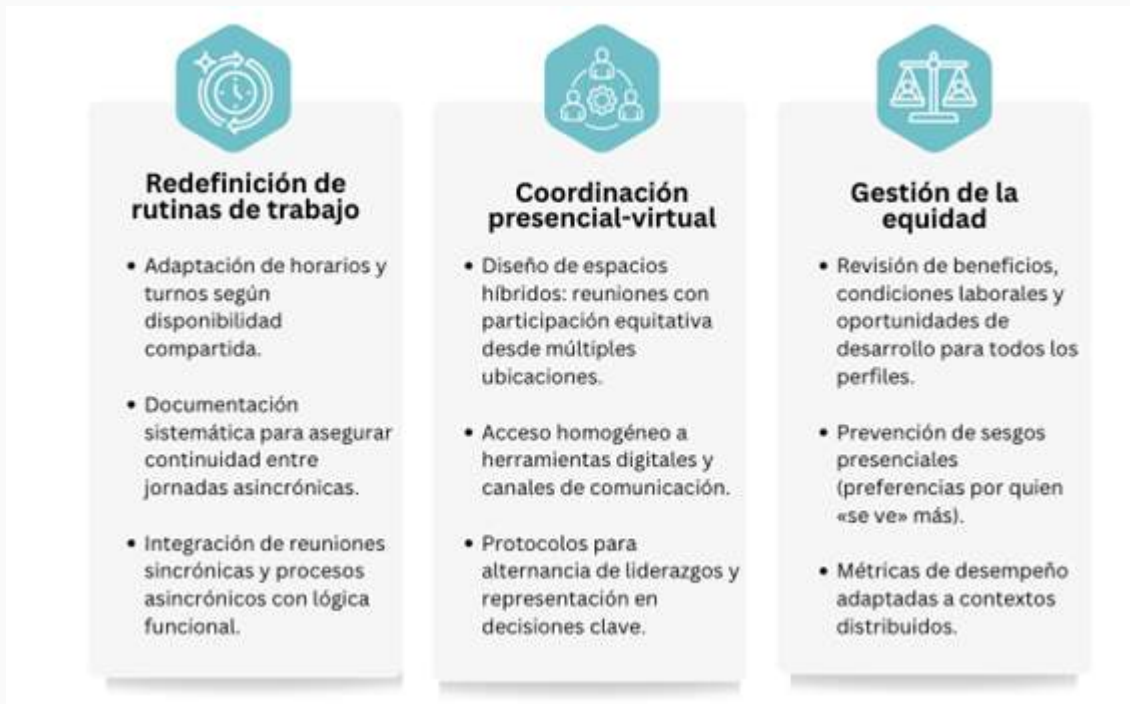 Redefinición de
rutinas de trabajo
• Adaptación de horarios y
turnos según
disponibilidad
compartida.
• Documentación
sistemática para asegurar
continuidad entre
jornadas asincrónicas.
• Integración de reuniones
sincrónicas y procesos
asincrónicos con lógica
funcional.
Coordinación
presencial-virtual
• Diseño de espacios
híbridos: reuniones con
participación equitativa
desde múltiples
ubicaciones.
• Acceso homogéneo a
herramientas digitales y
canales de comunicación.
• Protocolos para
alternancia de liderazgos y
representación en
decisiones clave.
Gestión de la
equidad
• Revisión de beneficios,
condiciones laborales y
oportunidades de
desarrollo para todos los
perfiles.
• Prevención de sesgos
presenciales
(preferencias por quien
«se ve» más).
• Métricas de desempeño
adaptadas a contextos
distribuidos.